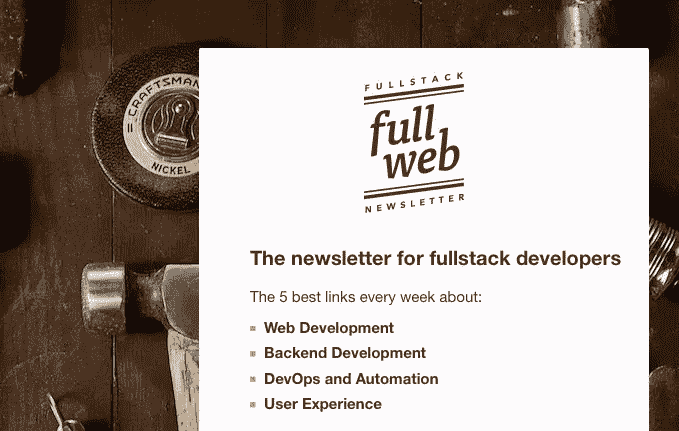 CRAFTSMAN
NICKEL
FULLSTACK
full
web
NEWSLETTER
The newsletter for fullstack developers
The 5 best links every week about:
Web Development
Backend Development
DevOps and Automation
User Experience